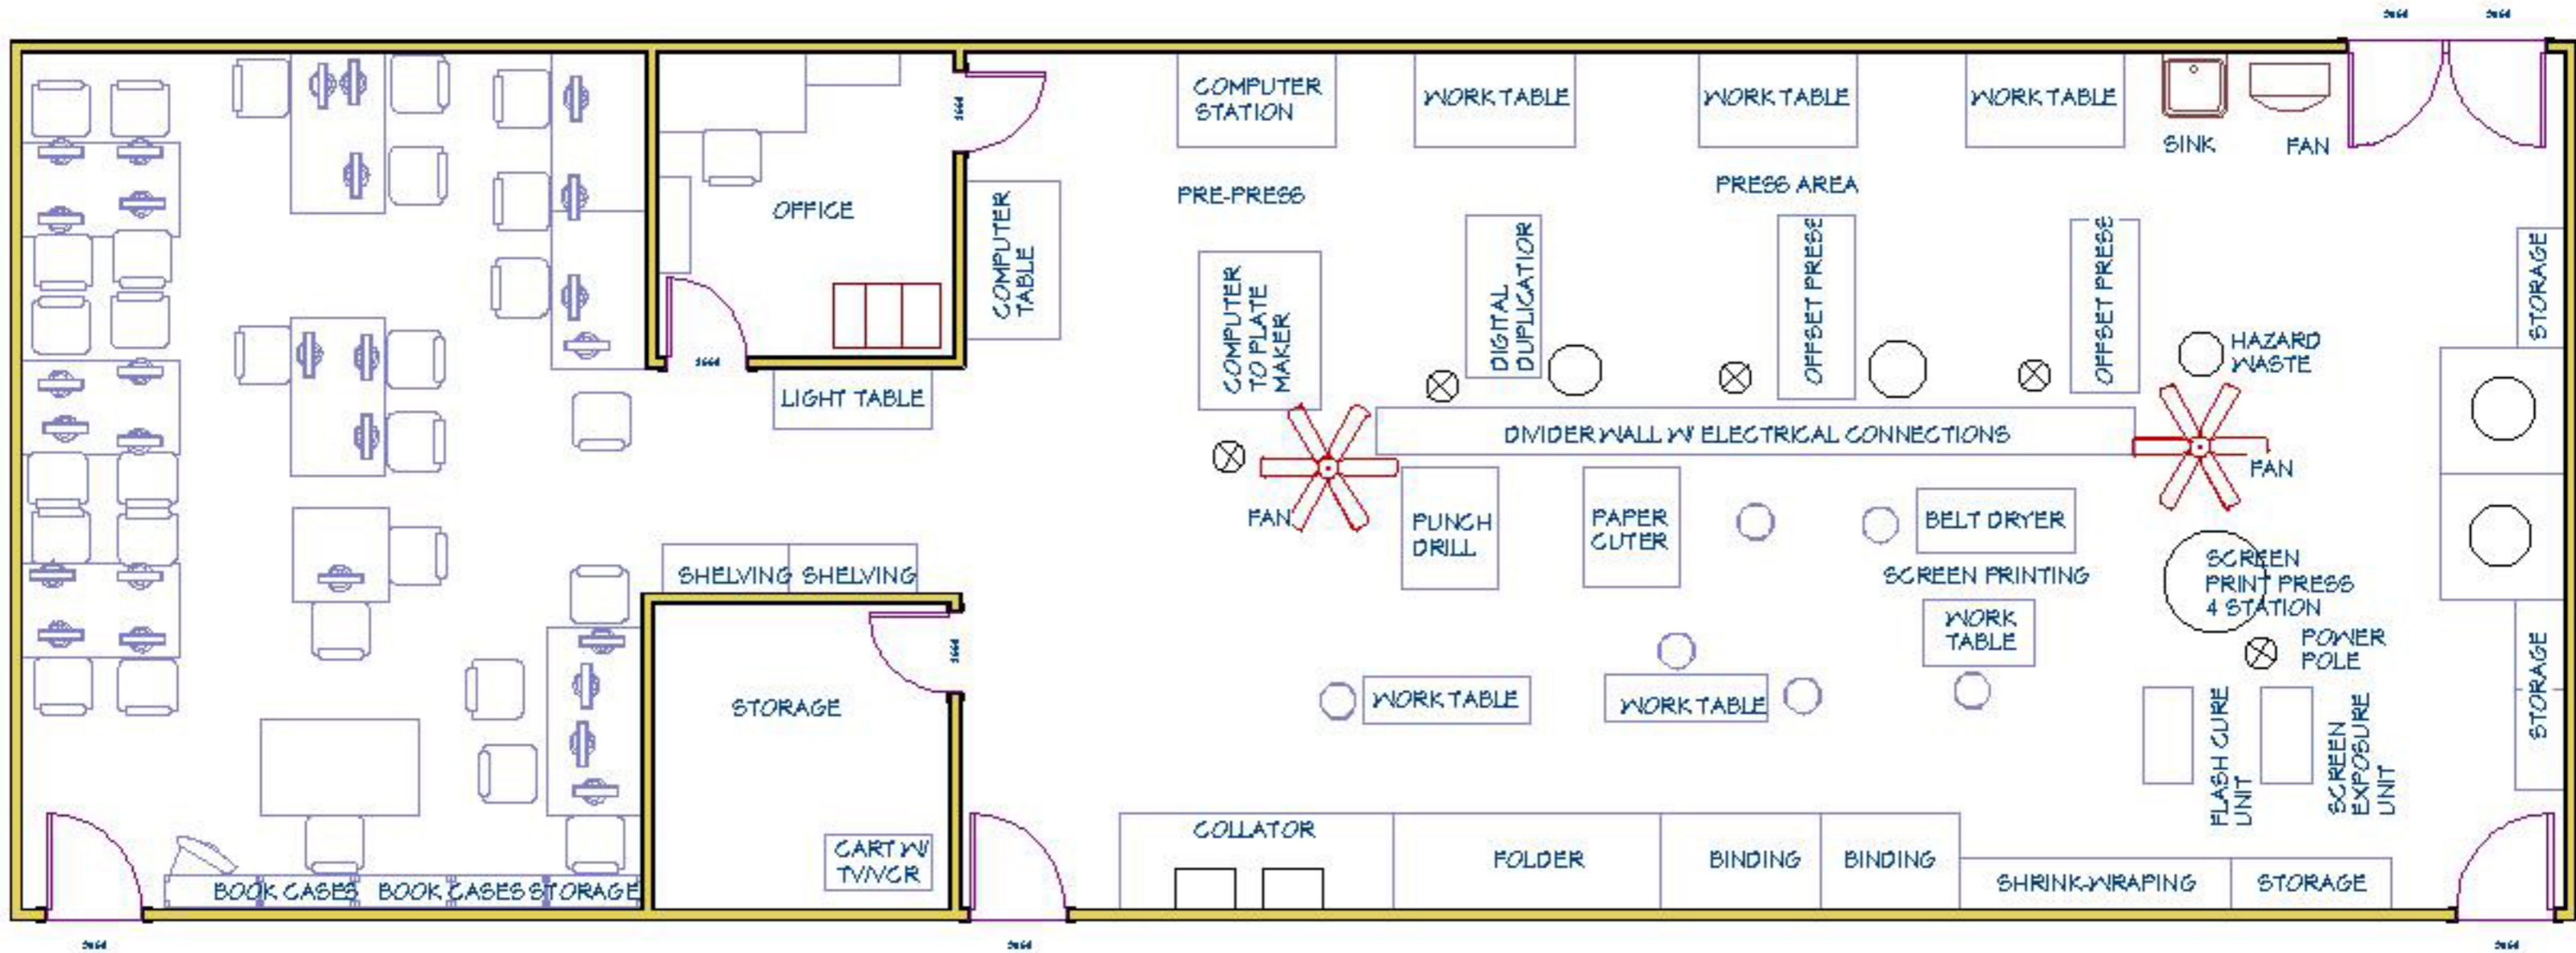 COMPUTER
STATION
WORK TABLE
WORK TABLE
WORK TABLE
SINK
FAN
PRE-PRESS
PRESS AREA
OFFICE
COMPUTER
TABLE
COMPUTER
TO PLATE
MAKER
DIGITAL
DUPLICATIOR
OFFSET PRESS
OFFSET PRESS
STORAGE
HAZARD
WASTE
LIGHT TABLE
DIVIDER WALL W/ ELECTRICAL CONNECTIONS
FAN
FAN
PUNCH
DRILL
PAPER
CUTER
BELT DRYER
SCREEN PRINTING
SCREEN
PRINT PRESS
4 STATION
SHELVING SHELVING
WORK
TABLE
POWER
POLE
STORAGE
STORAGE
WORK TABLE
WORK TABLE
FLASH CURE
UNIT
SCREEN
EXPOSURE
UNIT
CART W/
TV/VCR
COLLATOR
FOLDER
BINDING
BINDING
SHRINK-WRAPING
STORAGE
BOOK CASES
BOOK CASES
STORAGE